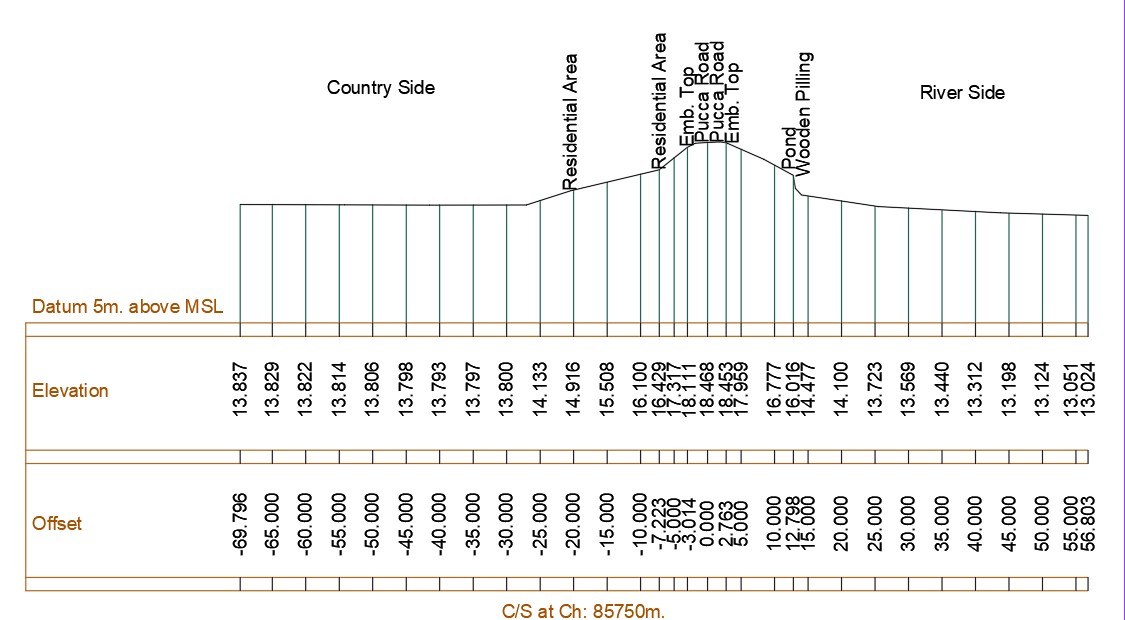 Country Side
River Side
Residential Area
Residential Area
Emb. Top
Pucca Road
Pucca Road
Emb. Top
Pond
Wooden Pilling
Datum 5m. above MSL
Elevation
13.837 13.829 13.822 13.814 13.806 13.798 13.793 13.797 13.800 14.133 14.916 15.508 16.100 16.429 17.317 18.111 18.468 18.453 17.959 16.777 16.016 14.477 14.100 13.723 13.569 13.440 13.312 13.198 13.124 13.051 13.024
Offset
-69.796 -65.000 -60.000 -55.000 -50.000 -45.000 -40.000 -35.000 -30.000 -25.000 -20.000 -15.000 -10.000 -7.223 -5.000 -3.014 0.000 2.763 5.000 10.000 12.798 15.000 20.000 25.000 30.000 35.000 40.000 45.000 50.000 55.000 56.803
C/S at Ch: 85750m.